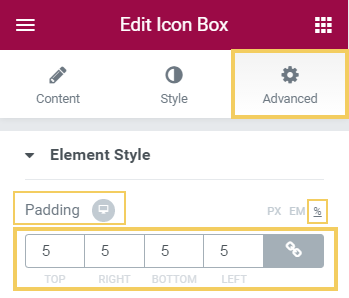 Edit Icon Box
Content Style Advanced
Element Style
Padding PX EM %
5 5 5 5
TOP RIGHT BOTTOM LEFT